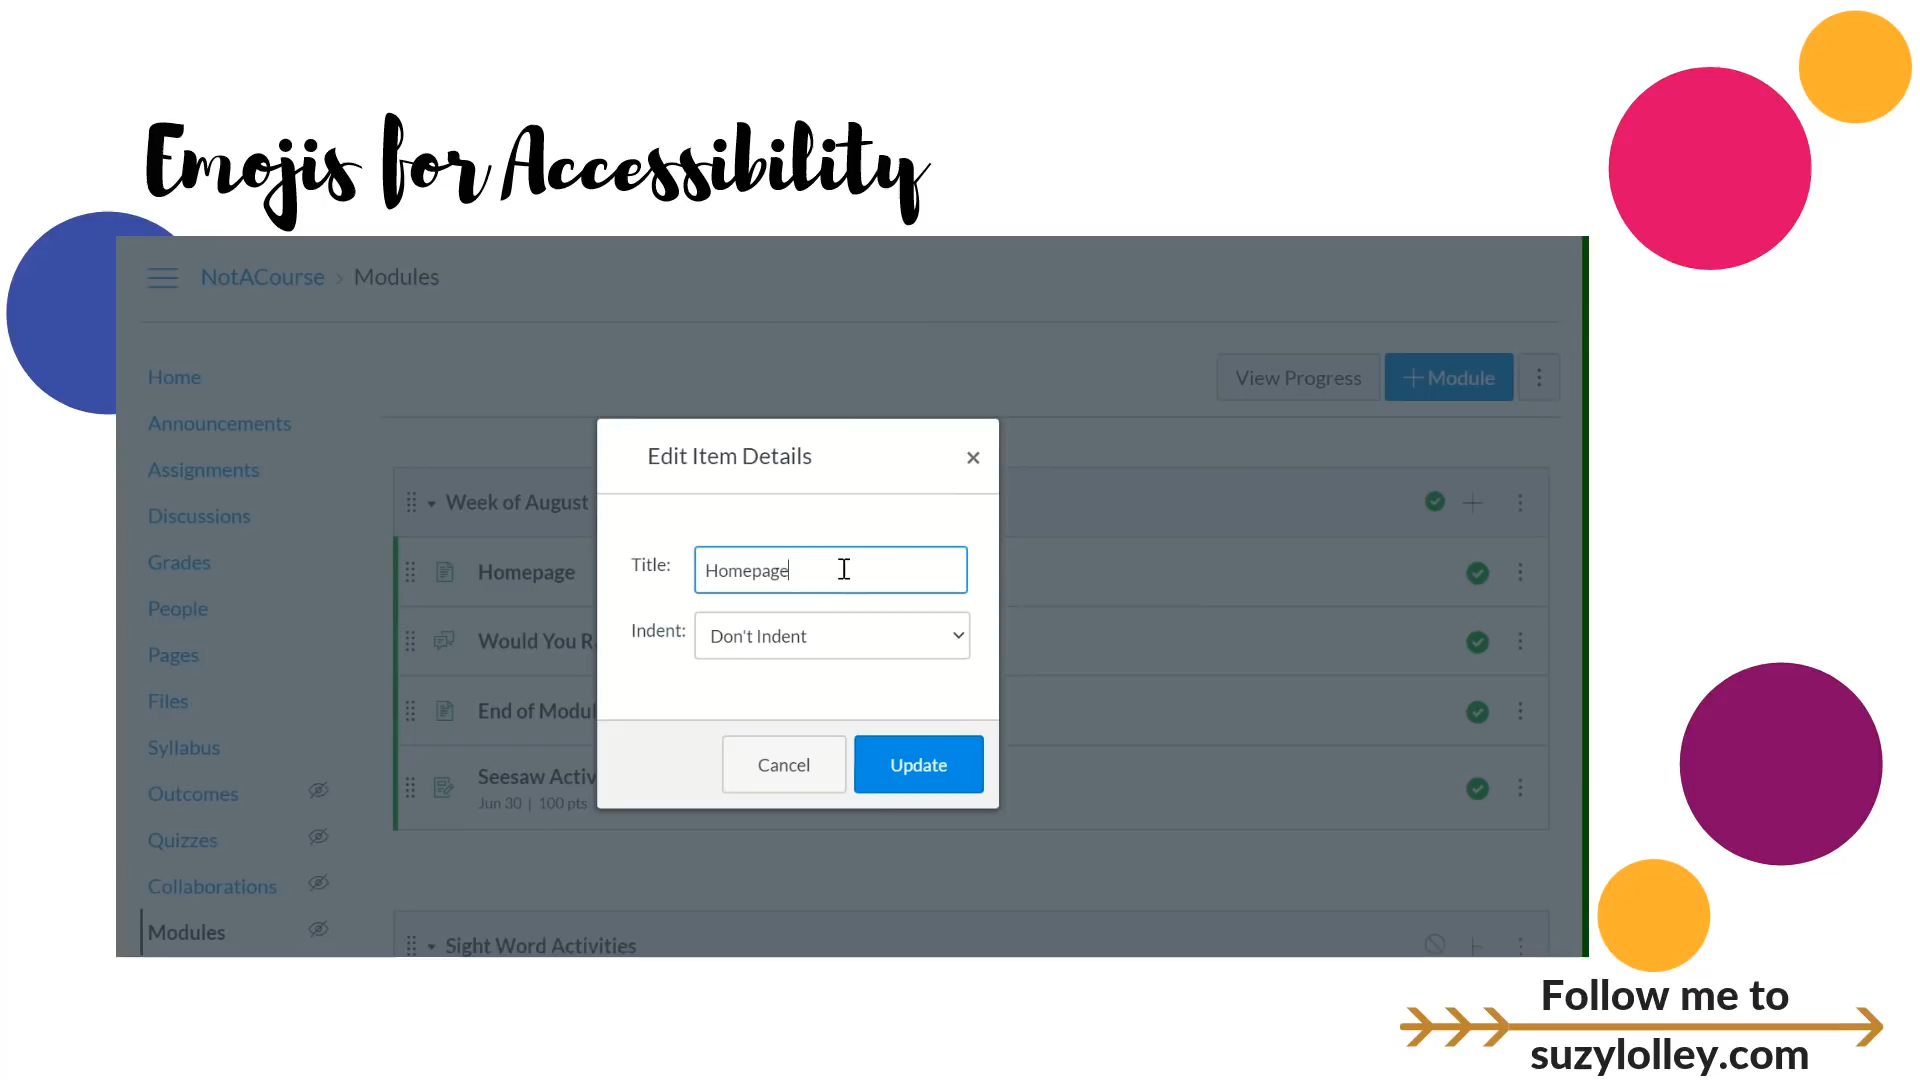 Emojis for Accessibility
NotACourse › Modules
Home
Announcements
Assignments
Discussions
Grades
People
Pages
Files
Syllabus
Outcomes
Quizzes
Collaborations
Modules
View Progress
+ Module
Week of August
Homepage
Would You R
End of Modul
Seesaw Activ
Jun 30 | 100 pts
Sight Word Activities
Edit Item Details
×
Title: Homepage
Indent: Don't Indent
Cancel Update
Follow me to
suzylolley.com